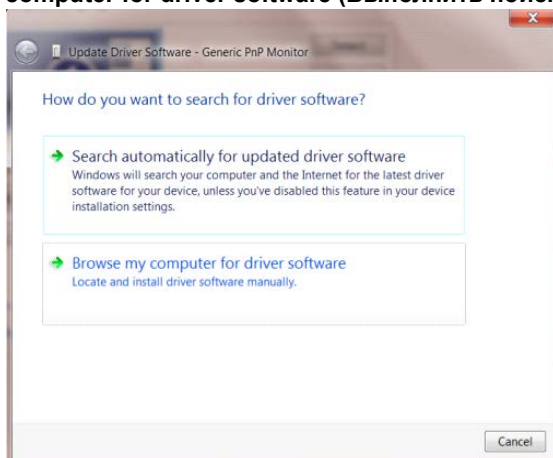 computer for driver software (Выполнить поиск
Update Driver Software - Generic PnP Monitor
How do you want to search for driver software?
Search automatically for updated driver software
Windows will search your computer and the Internet for the latest driver
software for your device, unless you've disabled this feature in your device
installation settings.
Browse my computer for driver software
Locate and install driver software manually.
Cancel